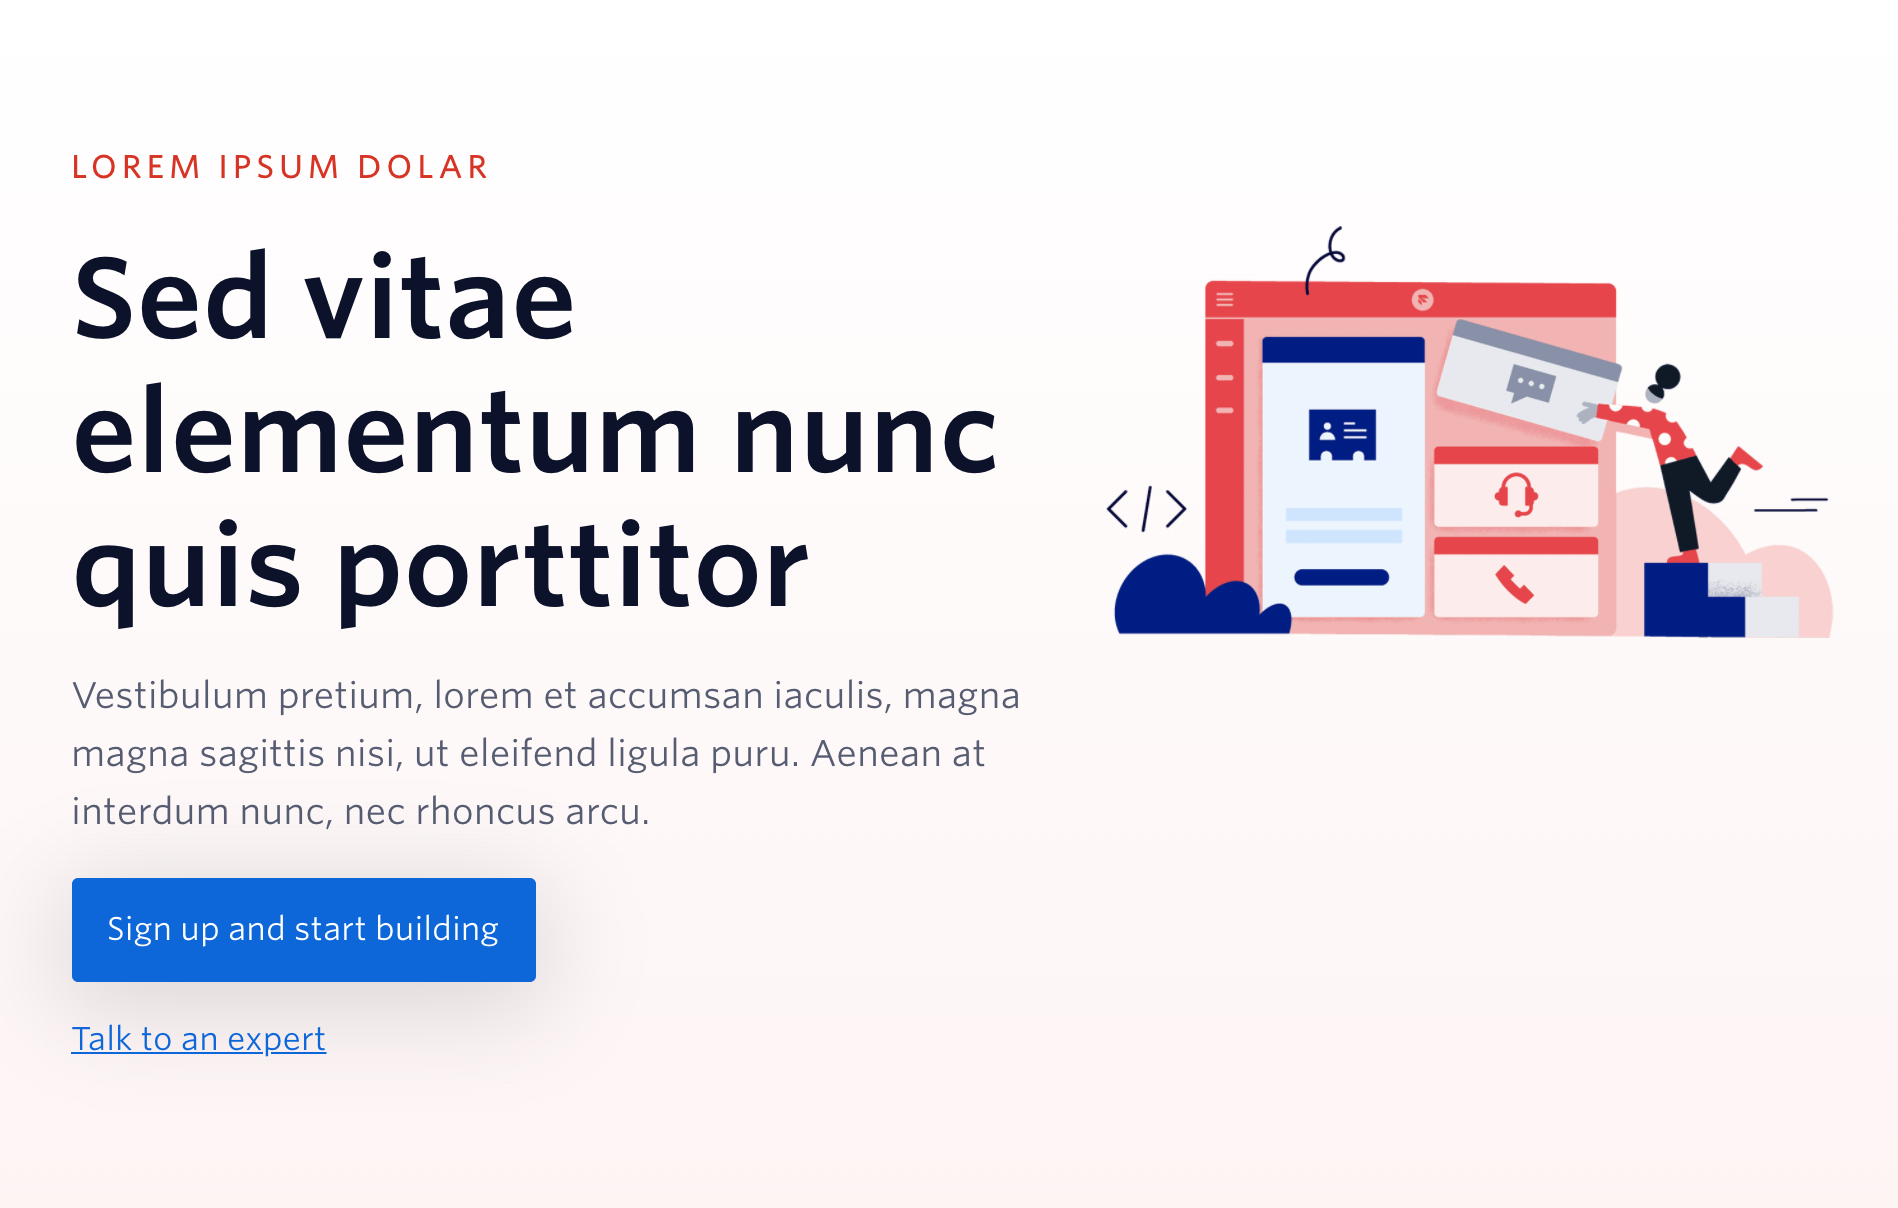 LOREM IPSUM DOLAR
Sed vitae
elementum nunc
quis porttitor
Vestibulum pretium, lorem et accumsan iaculis, magna
magna sagittis nisi, ut eleifend ligula puru. Aenean at
interdum nunc, nec rhoncus arcu.
Sign up and start building
Talk to an expert